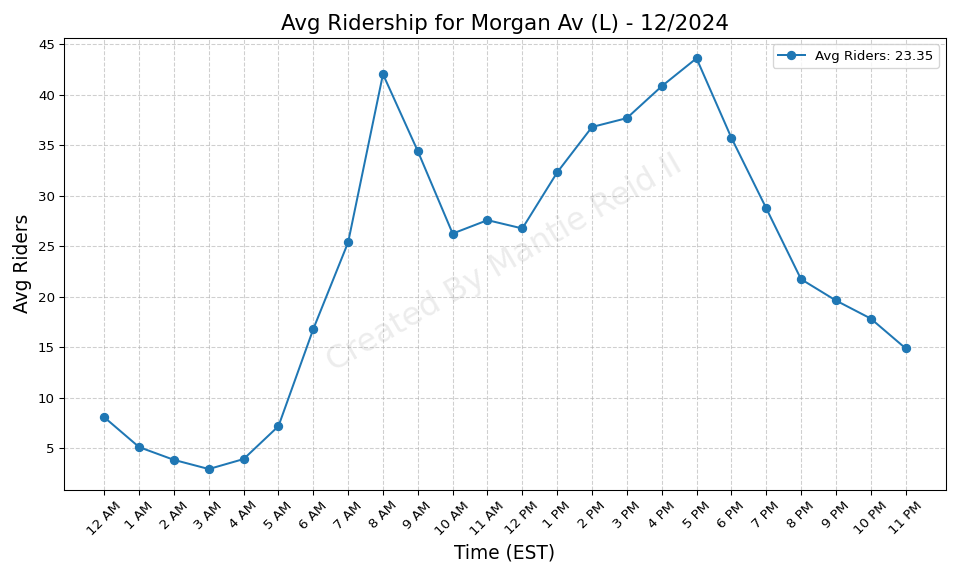 Avg Ridership for Morgan Av (L) - 12/2024
Avg Riders: 23.35
45
40
35
30
25
20
15
10
5
Avg Riders
Created By Mantie Reid II
12 AM
1 AM
2 AM
3 AM
4 AM
5 AM
6 AM
7 AM
8 AM
9 AM
10 AM
11 AM
12 PM
1 PM
2 PM
3 PM
4 PM
5 PM
6 PM
7 PM
8 PM
9 PM
10 PM
11 PM
Time (EST)